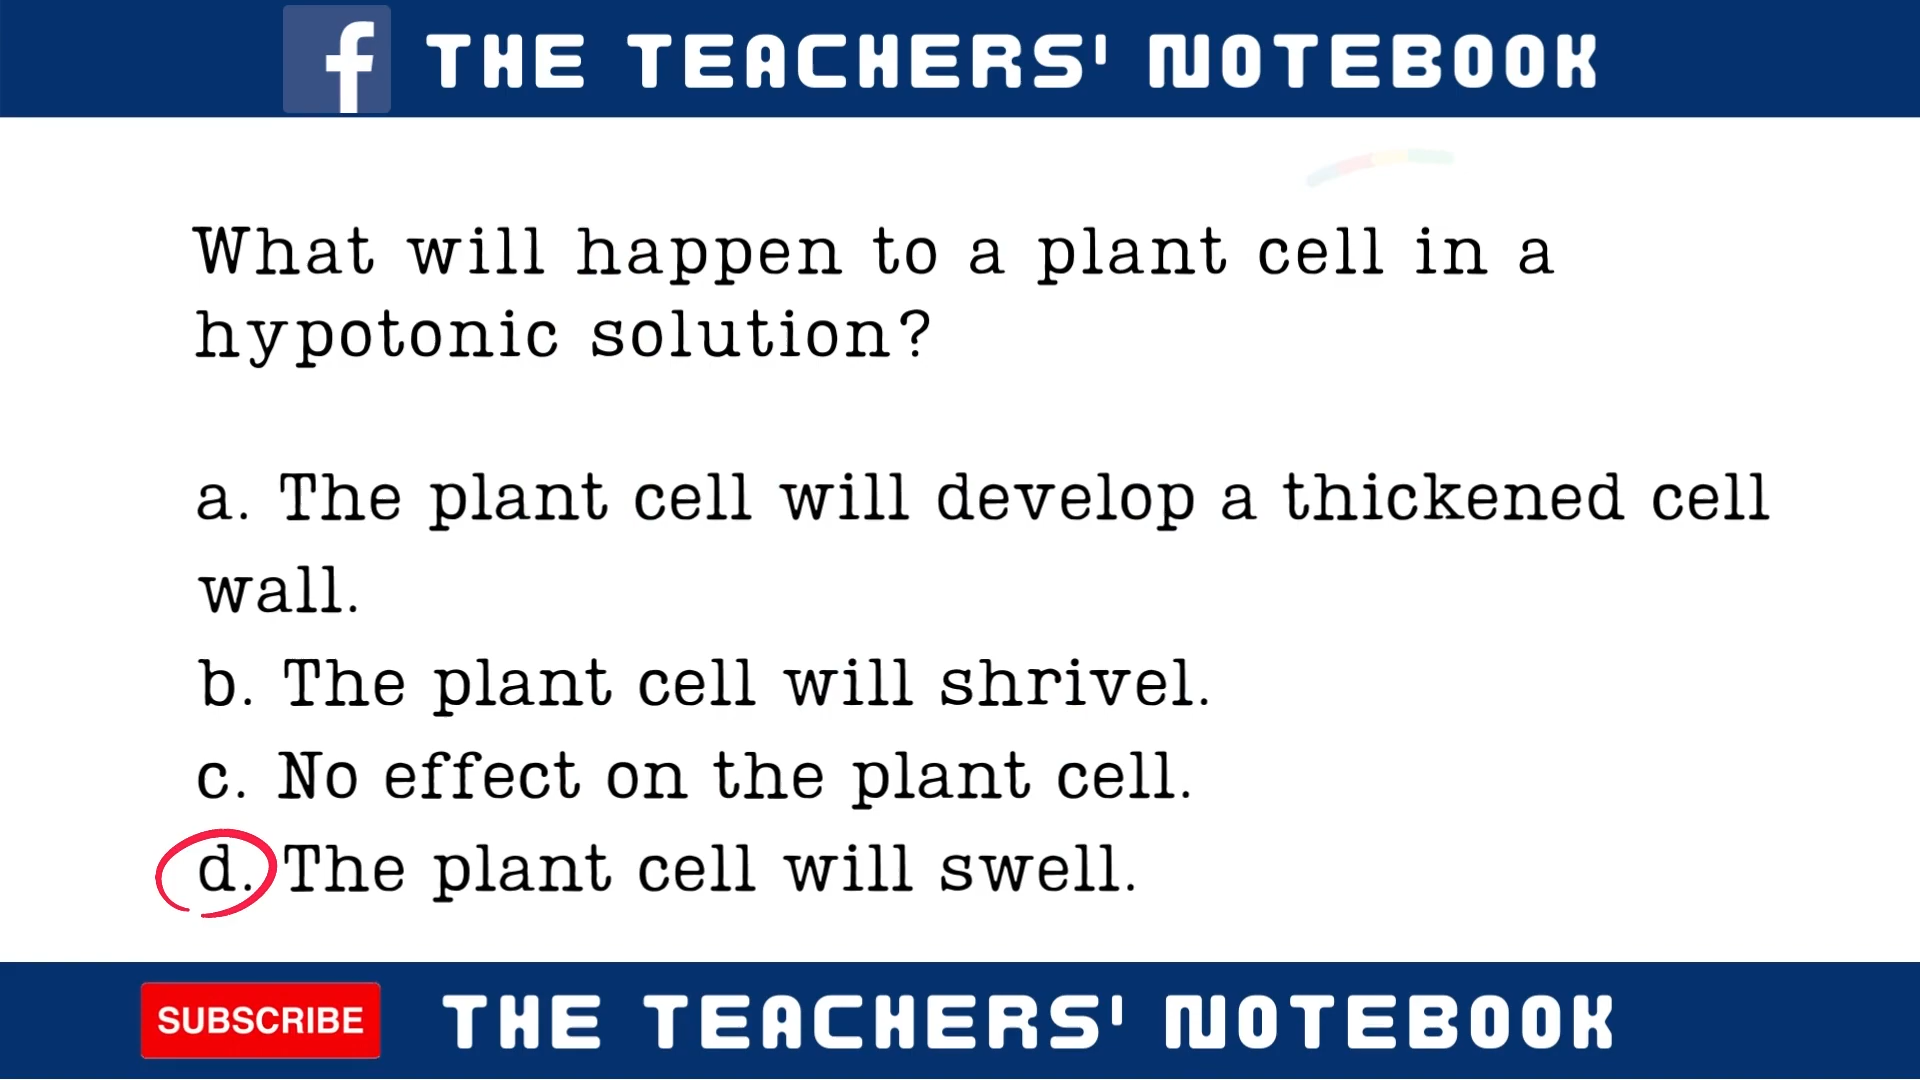 THE TEACHERS' NOTEBOOK
What will happen to a plant cell in a
hypotonic solution?
a. The plant cell will develop a thickened cell
wall.
b. The plant cell will shrivel.
c. No effect on the plant cell.
d. The plant cell will swell.
SUBSCRIBE THE TEACHERS' NOTEBOOK